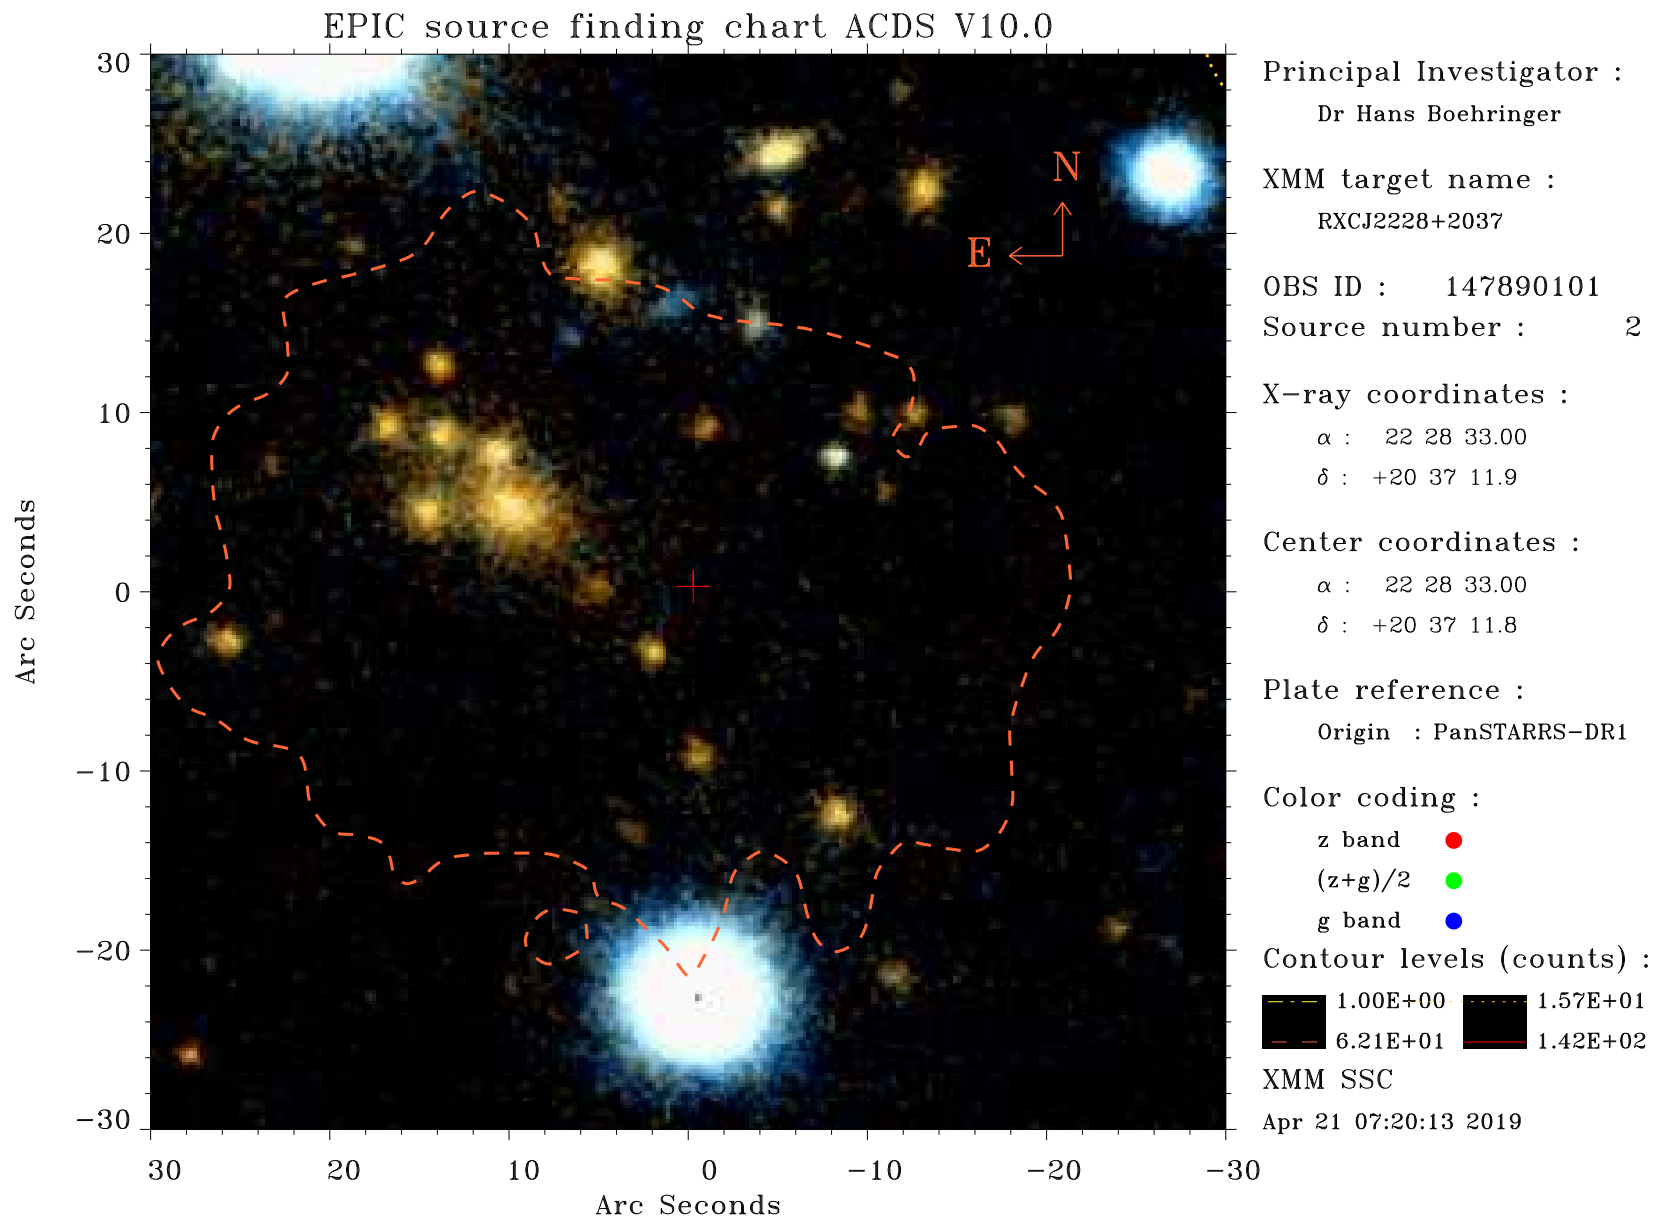 EPIC source finding chart ACDS V10.0
30
20
10
0
−10
−20
−30
Arc Seconds
30
20
10
0
−10
−20
−30
Arc Seconds
N
E
Principal Investigator :
Dr Hans Boehringer
XMM target name :
RXCJ2228+2037
OBS ID : 147890101
Source number : 2
X−ray coordinates :
α : 22 28 33.00
δ : +20 37 11.9
Center coordinates :
α : 22 28 33.00
δ : +20 37 11.8
Plate reference :
Origin : PanSTARRS−DR1
Color coding :
z band
(z+g)/2
g band
Contour levels (counts) :
1.00E+00 1.57E+01
6.21E+01 1.42E+02
XMM SSC
Apr 21 07:20:13 2019